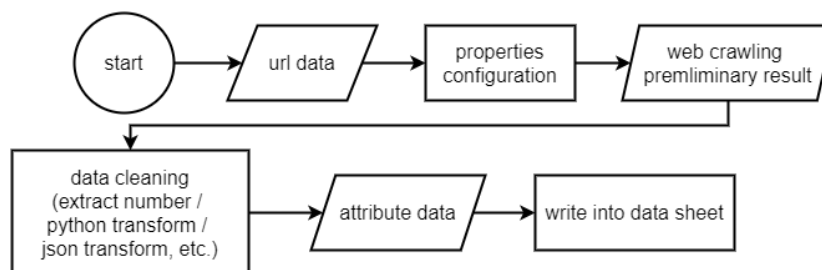 start
url data
properties
configuration
web crawling
premliminary result
data cleaning
(extract number /
python transform /
json transform, etc.)
attribute data
write into data sheet